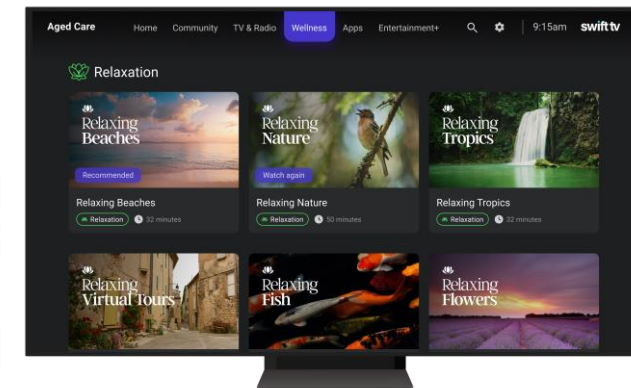 Aged Care Home Community TV & Radio Wellness Apps Entertainment+ 9:15am swift tv
Relaxation
Relaxing Relaxing Relaxing
Beaches Nature Tropics
Recommended Watch again
Relaxing Beaches Relaxing Nature Relaxing Tropics
Relaxation 32 minutes Relaxation 50 minutes Relaxation 32 minutes
Relaxing Relaxing Relaxing
Virtual Tours Fish Flowers